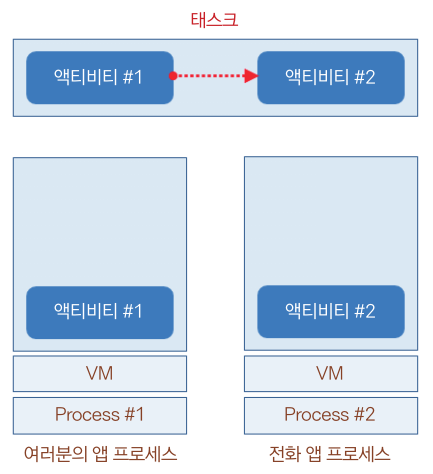 태스크
액티비티 #1
액티비티 #2
액티비티 #1
액티비티 #2
VM
VM
Process #1
Process #2
여러분의 앱 프로세스
전화 앱 프로세스